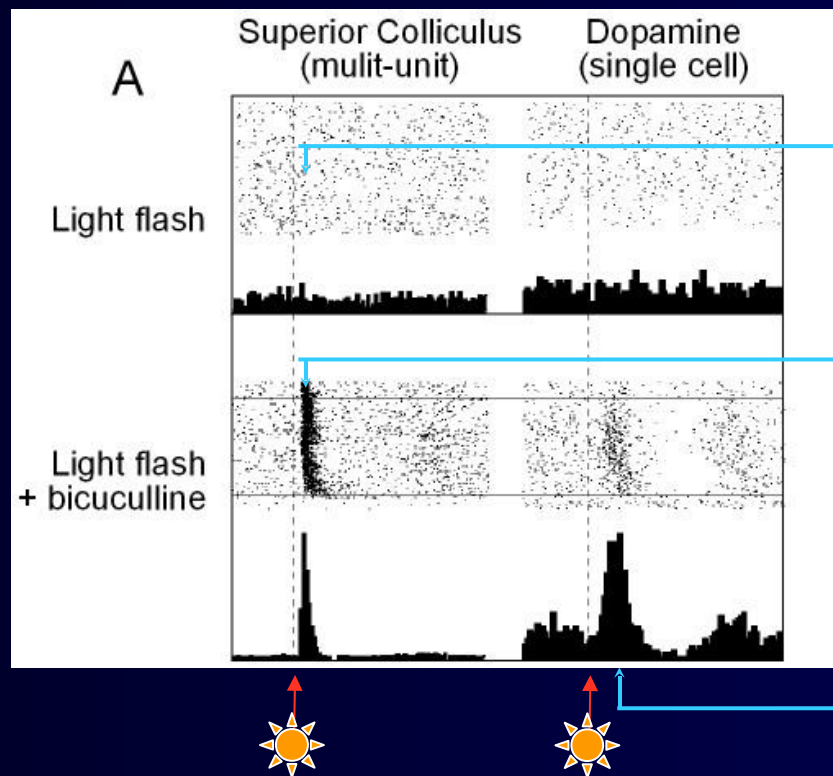 Superior Colliculus
(mulit-unit)
Dopamine
(single cell)
A
Light flash
Light flash
+ bicuculline